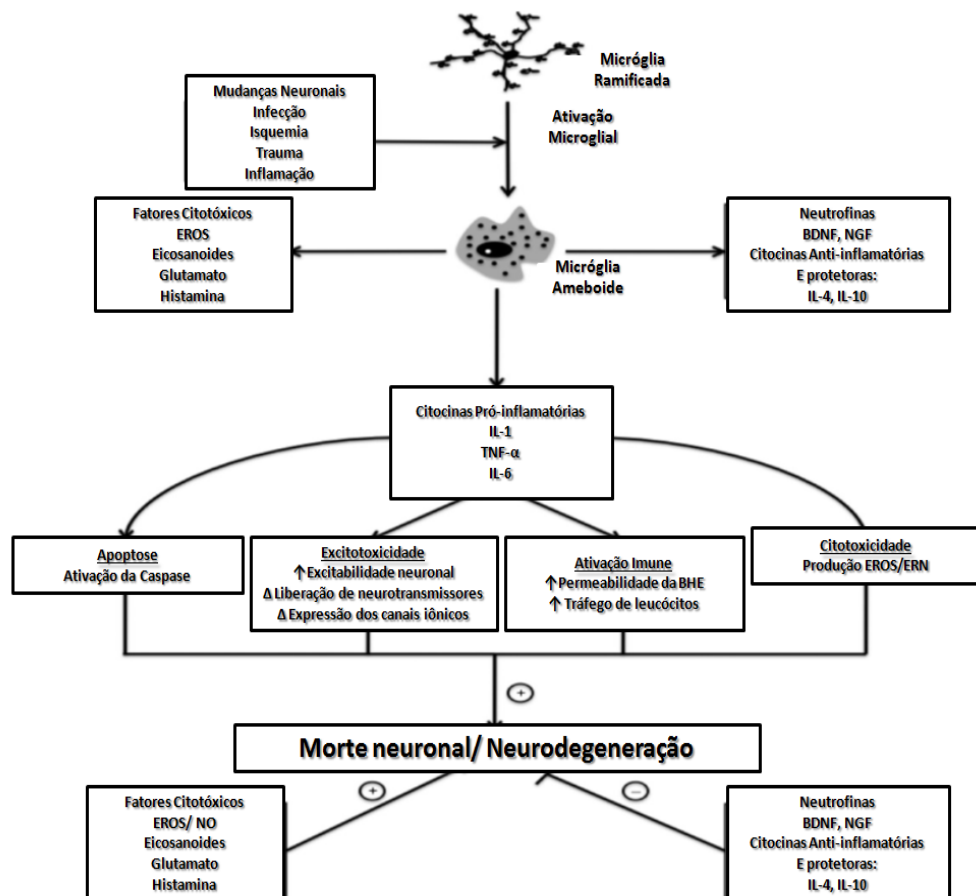 Micróglia
Ramificada
Mudanças Neuronais
Infecção
Isquemia
Trauma
Inflamação
Ativação
Microglial
Fatores Citotóxicos
EROS
Eicosanoides
Glutamato
Histamina
Micróglia
Ameboide
Neutrofinas
BDNF, NGF
Citocinas Anti-inflamatórias
E protetoras:
IL-4, IL-10
Citocinas Pró-inflamatórias
IL-1
TNF-α
IL-6
Apoptose
Ativação da Caspase
Excitotoxicidade
↑Excitabilidade neuronal
Δ Liberação de neurotransmissores
Δ Expressão dos canais iônicos
Ativação Imune
↑Permeabilidade da BHE
↑ Tráfego de leucócitos
Citotoxicidade
Produção EROS/ERN
+
Morte neuronal/ Neurodegeneração
+
−
Fatores Citotóxicos
EROS/ NO
Eicosanoides
Glutamato
Histamina
Neutrofinas
BDNF, NGF
Citocinas Anti-inflamatórias
E protetoras:
IL-4, IL-10